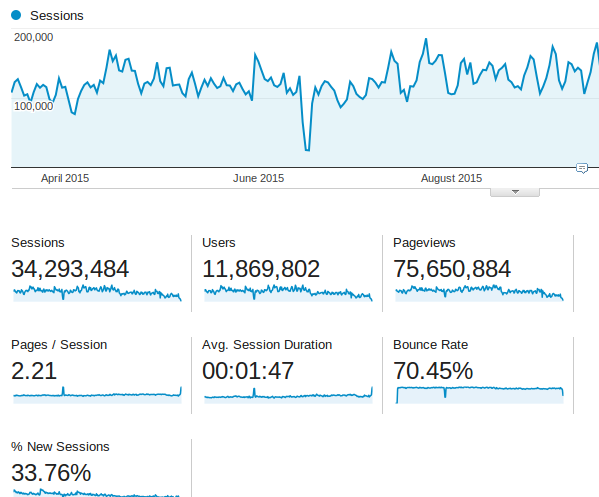 Sessions
200,000
100,000
April 2015 June 2015 August 2015
Sessions Users Pageviews
34,293,484 11,869,802 75,650,884
Pages / Session Avg. Session Duration Bounce Rate
2.21 00:01:47 70.45%
% New Sessions
33.76%